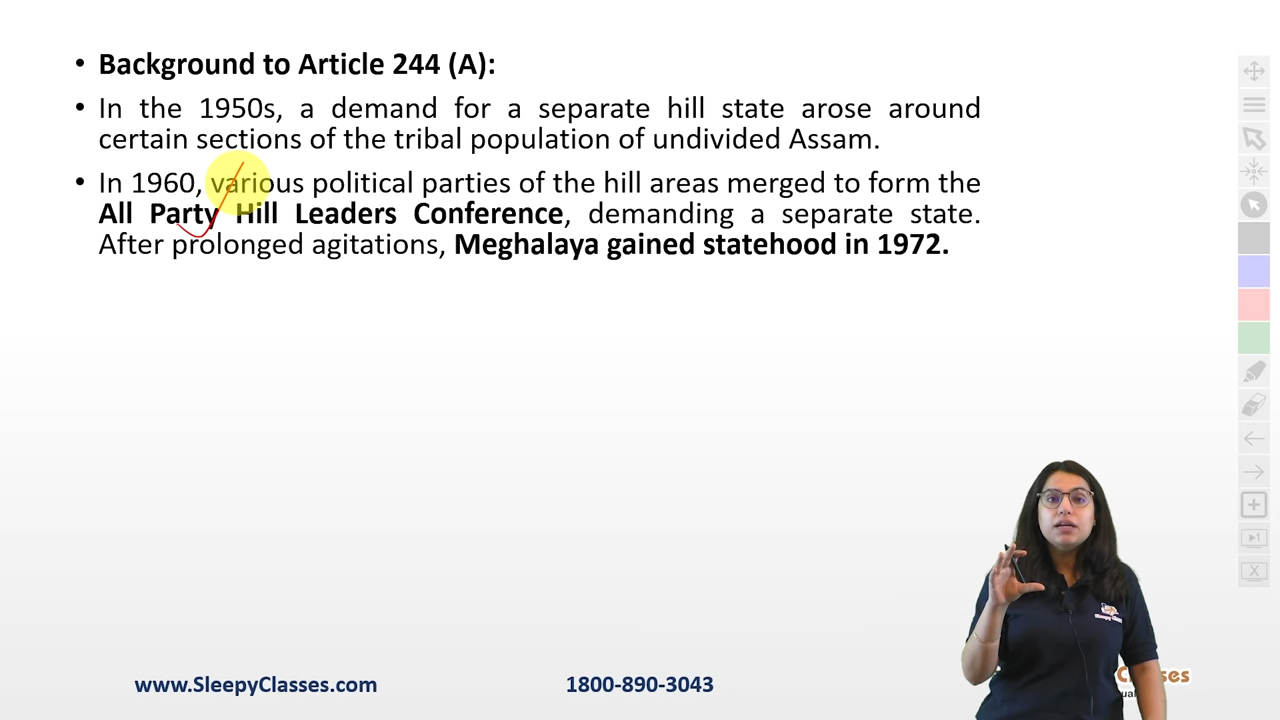 • Background to Article 244 (A):
• In the 1950s, a demand for a separate hill state arose around
certain sections of the tribal population of undivided Assam.
• In 1960, various political parties of the hill areas merged to form the
All Party Hill Leaders Conference, demanding a separate state.
After prolonged agitations, Meghalaya gained statehood in 1972.
www.SleepyClasses.com
1800-890-3043